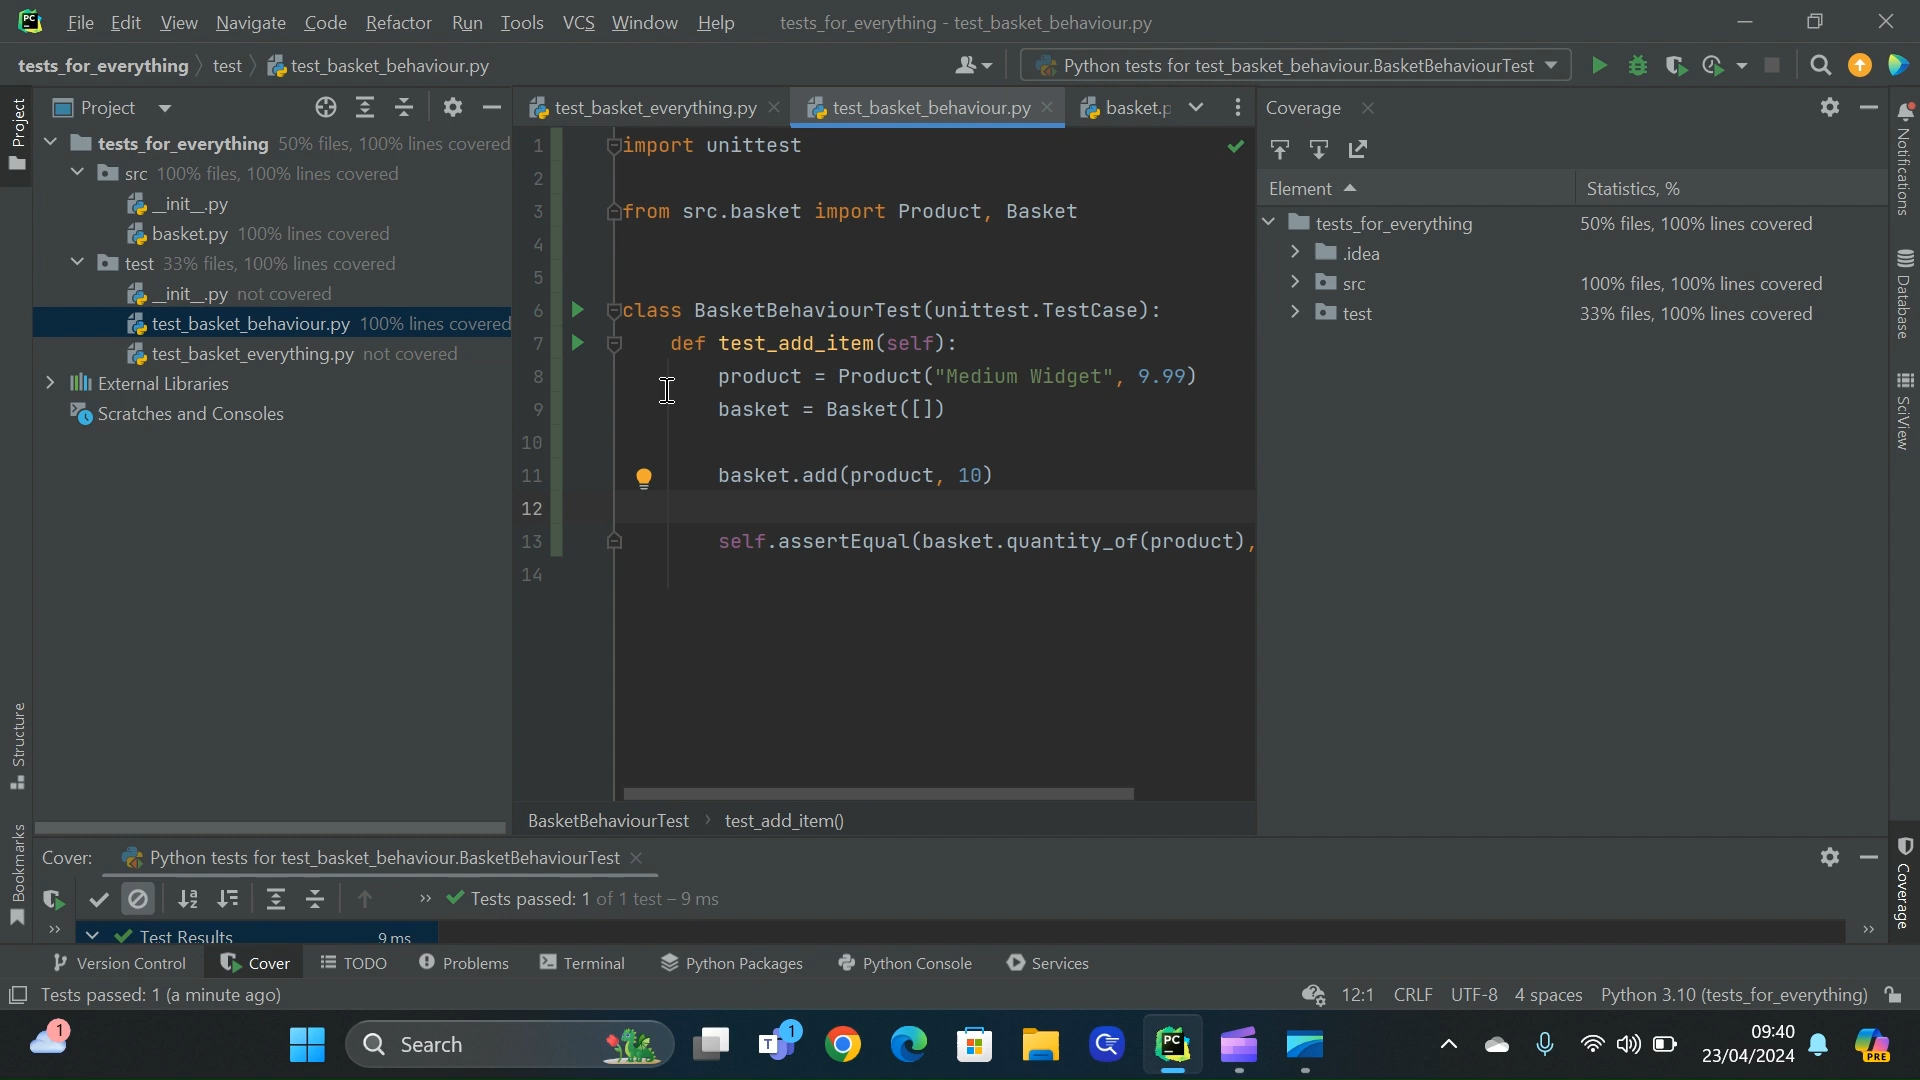 PC File Edit View Navigate Code Refactor Run Tools VCS Window Help tests_for_everything - test_basket_behaviour.py
tests_for_everything test test_basket_behaviour.py Python tests for test_basket_behaviour.BasketBehaviourTest
Project test_basket_everything.py test_basket_behaviour.py basket.p Coverage
tests_for_everything 50% files, 100% lines covered
src 100% files, 100% lines covered
__init__.py
basket.py 100% lines covered
test 33% files, 100% lines covered
__init__.py not covered
test_basket_behaviour.py 100% lines covered
test_basket_everything.py not covered
External Libraries
Scratches and Consoles
1 import unittest
2
3 from src.basket import Product, Basket
4
5
6 class BasketBehaviourTest(unittest.TestCase):
7 def test_add_item(self):
8 product = Product("Medium Widget", 9.99)
9 basket = Basket([])
10
11 basket.add(product, 10)
12
13 self.assertEqual(basket.quantity_of(product),
14
BasketBehaviourTest test_add_item()
Element Statistics, %
tests_for_everything 50% files, 100% lines covered
.idea
src 100% files, 100% lines covered
test 33% files, 100% lines covered
Project
Structure
Bookmarks
Notifications
Database
SciView
Coverage
Cover: Python tests for test_basket_behaviour.BasketBehaviourTest
» Tests passed: 1 of 1 test – 9 ms
» Test Results 9 ms »
Version Control Cover TODO Problems Terminal Python Packages Python Console Services
Tests passed: 1 (a minute ago) 12:1 CRLF UTF-8 4 spaces Python 3.10 (tests_for_everything)
1 Search T 1 PC 09:40 PRE
23/04/2024